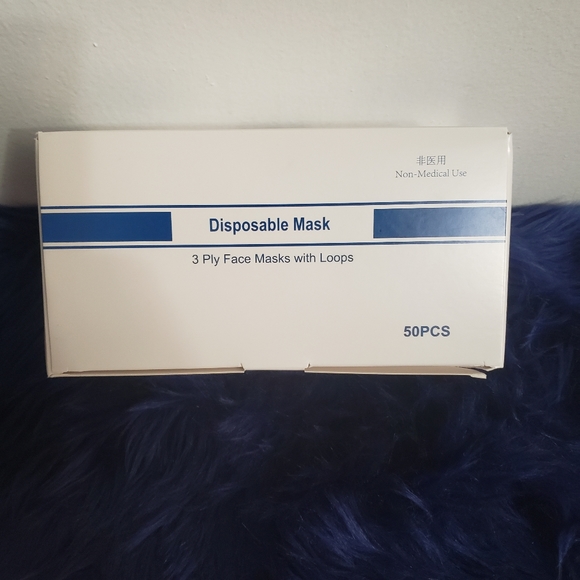 非医用
Non-Medical Use
Disposable Mask
3 Ply Face Masks with Loops
50PCS